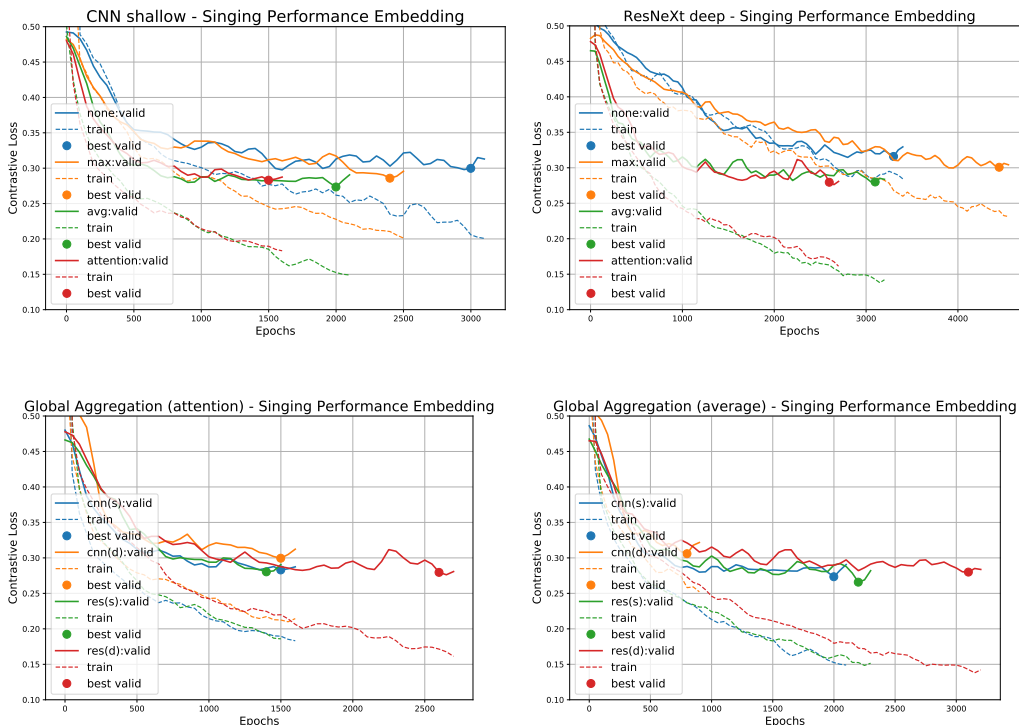 CNN shallow - Singing Performance Embedding
0.50
0.45
0.40
0.35
0.30
0.25
0.20
0.15
0.10
Contrastive Loss
none:valid
train
best valid
max:valid
train
best valid
avg:valid
train
best valid
attention:valid
train
best valid
0 500 1000 1500 2000 2500 3000
Epochs
ResNeXt deep - Singing Performance Embedding
0.50
0.45
0.40
0.35
0.30
0.25
0.20
0.15
0.10
Contrastive Loss
none:valid
train
best valid
max:valid
train
best valid
avg:valid
train
best valid
attention:valid
train
best valid
0 1000 2000 3000 4000
Epochs
Global Aggregation (attention) - Singing Performance Embedding
0.50
0.45
0.40
0.35
0.30
0.25
0.20
0.15
0.10
Contrastive Loss
cnn(s):valid
train
best valid
cnn(d):valid
train
best valid
res(s):valid
train
best valid
res(d):valid
train
best valid
0 500 1000 1500 2000 2500
Epochs
Global Aggregation (average) - Singing Performance Embedding
0.50
0.45
0.40
0.35
0.30
0.25
0.20
0.15
0.10
Contrastive Loss
cnn(s):valid
train
best valid
cnn(d):valid
train
best valid
res(s):valid
train
best valid
res(d):valid
train
best valid
0 500 1000 1500 2000 2500 3000
Epochs